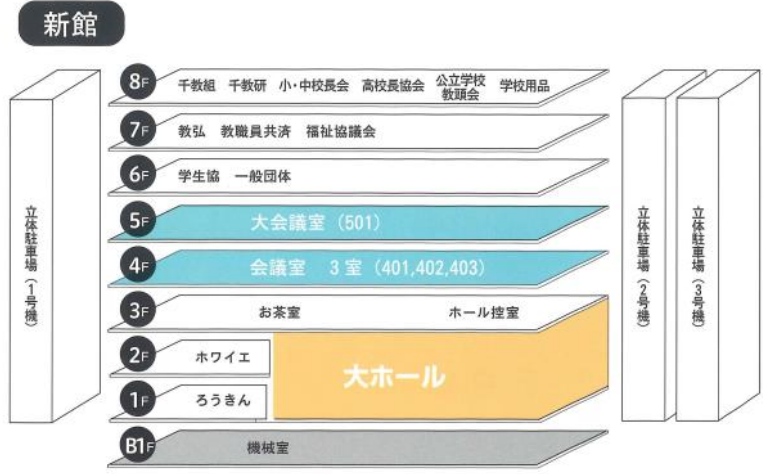 新館
8F 千教組 千教研 小・中校長会 高校長協会 公立学校教頭会 学校用品
7F 教弘 教職員共済 福祉協議会
6F 学生協 一般団体
5F 大会議室（501）
4F 会議室 3室（401,402,403）
3F お茶室 ホール控室
2F ホワイエ
大ホール
1F ろうきん
B1F 機械室
立体駐車場（1号機）
立体駐車場（2号機）
立体駐車場（3号機）